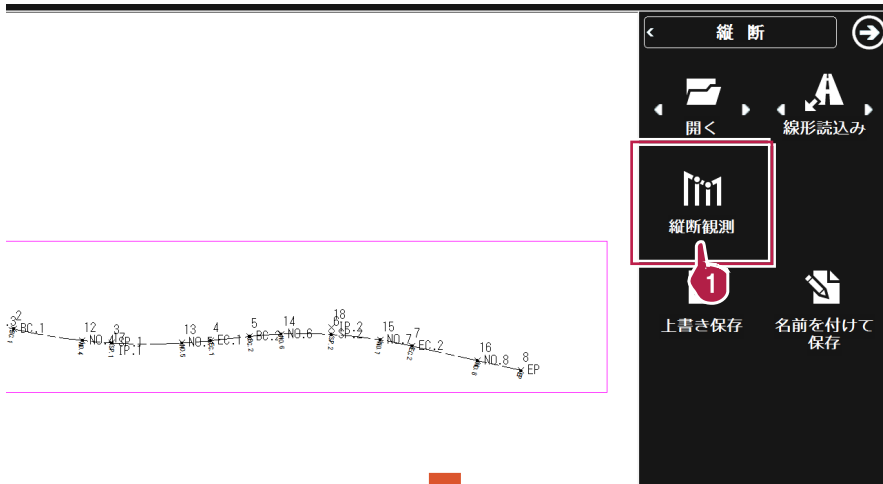 縦 断
開く
線形読込み
縦断観測
1
上書き保存
名前を付けて
保存
2
BC.1
12
NO.4
3
SP.1
IP.1
13
NO.5
4
EC.1
5
BC.2
14
NO.6
18
IP.2
SP.2
15
NO.7
7
EC.2
16
NO.8
8
EP